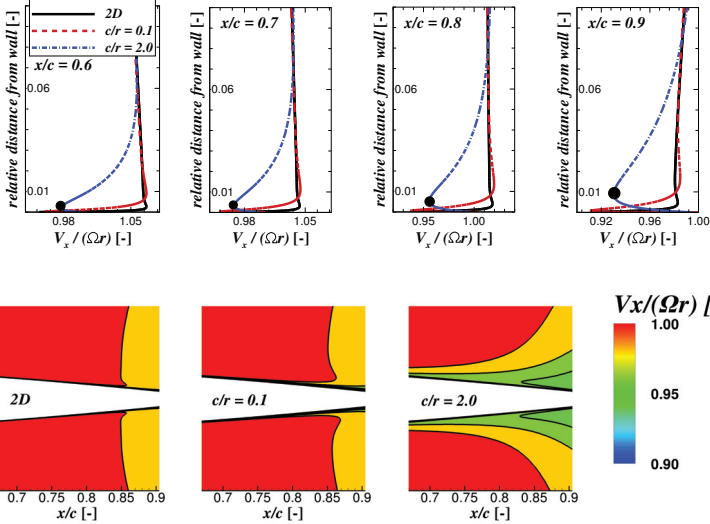 2D
c/r = 0.1
c/r = 2.0
relative distance from wall [-]
x/c = 0.6
0.06
0.01
0.98 1.05
Vx / (Ωr) [-]
relative distance from wall [-]
x/c = 0.7
0.06
0.01
0.98 1.05
Vx / (Ωr) [-]
relative distance from wall [-]
x/c = 0.8
0.06
0.01
0.95 1.00
Vx / (Ωr) [-]
relative distance from wall [-]
x/c = 0.9
0.06
0.01
0.92 0.96 1.00
Vx / (Ωr) [-]
2D
0.7 0.75 0.8 0.85 0.9
x/c [-]
c/r = 0.1
0.7 0.75 0.8 0.85 0.9
x/c [-]
c/r = 2.0
0.7 0.75 0.8 0.85 0.9
x/c [-]
Vx/(Ωr) [
1.00
0.95
0.90